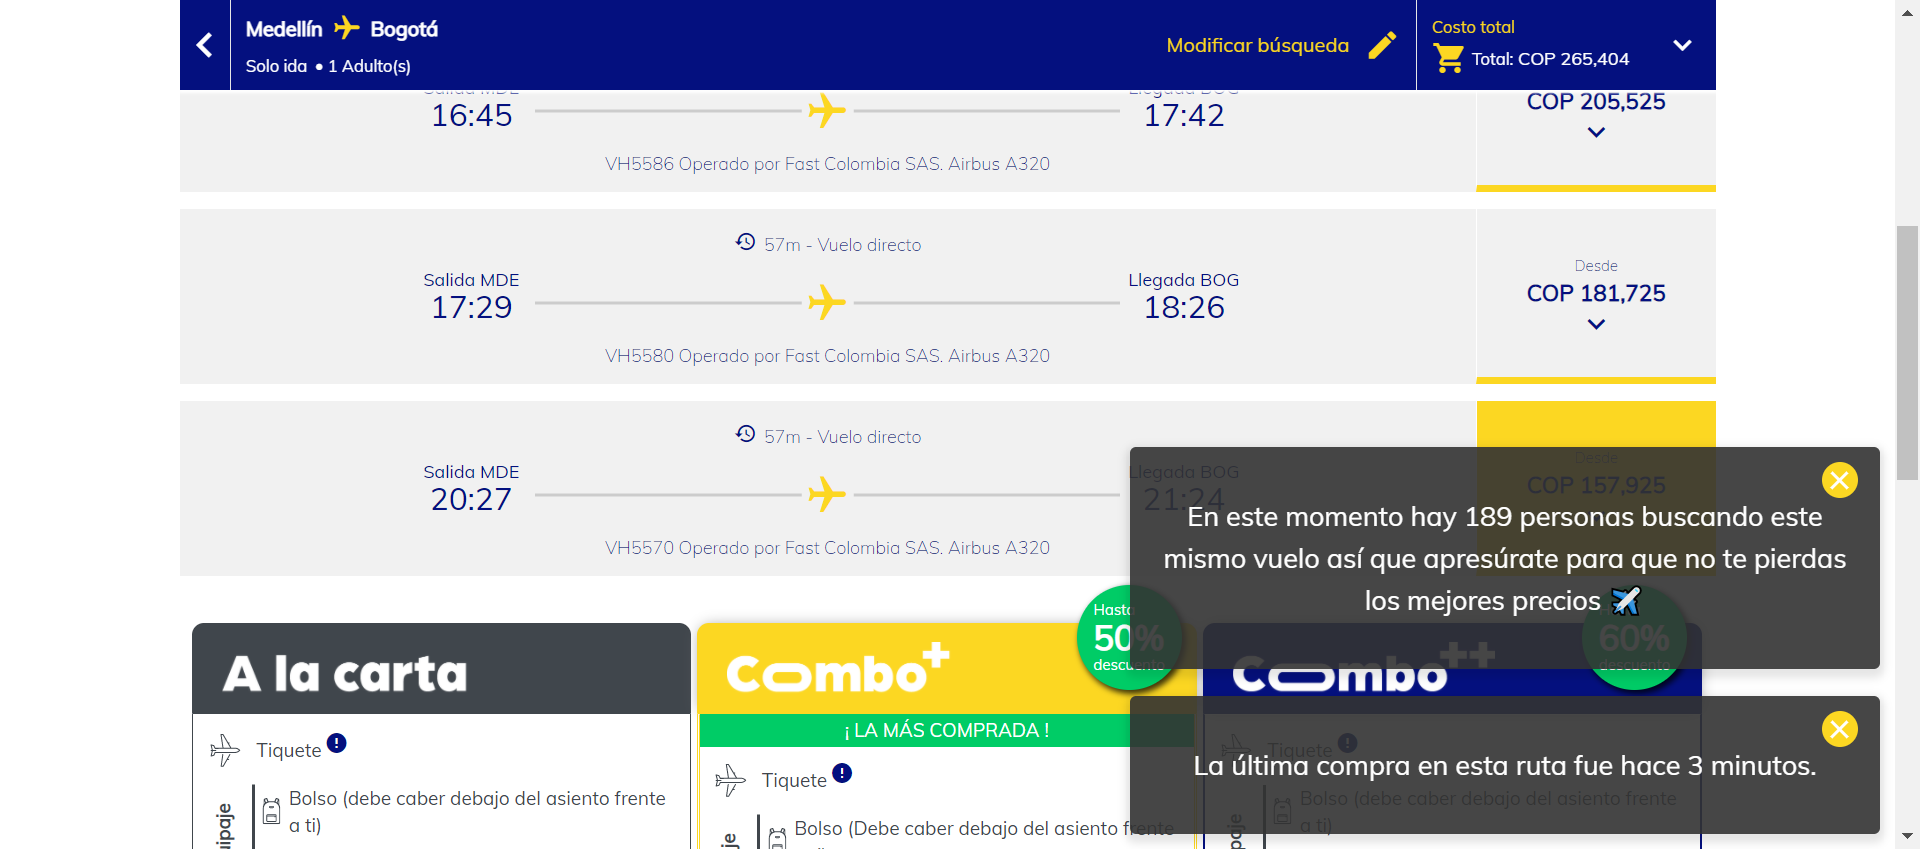 Medellín Bogotá
Solo ida • 1 Adulto(s)
Modificar búsqueda
Costo total
Total: COP 265,404
Salida MDE
16:45
Llegada BOG
17:42
COP 205,525
VH5586 Operado por Fast Colombia SAS. Airbus A320
57m - Vuelo directo
Salida MDE
17:29
Llegada BOG
18:26
Desde
COP 181,725
VH5580 Operado por Fast Colombia SAS. Airbus A320
57m - Vuelo directo
Salida MDE
20:27
Llegada BOG
21:24
Desde
COP 157,925
VH5570 Operado por Fast Colombia SAS. Airbus A320
En este momento hay 189 personas buscando este
mismo vuelo así que apresúrate para que no te pierdas
los mejores precios
A la carta
Tiquete
Bolso (debe caber debajo del asiento frente
a ti)
Combo+
Hasta
50%
descuento
¡ LA MÁS COMPRADA !
Tiquete
Bolso (Debe caber debajo del asiento frente
Combo++
60%
descuento
Tiquete
Bolso (debe caber debajo del asiento frente
a ti)
La última compra en esta ruta fue hace 3 minutos.